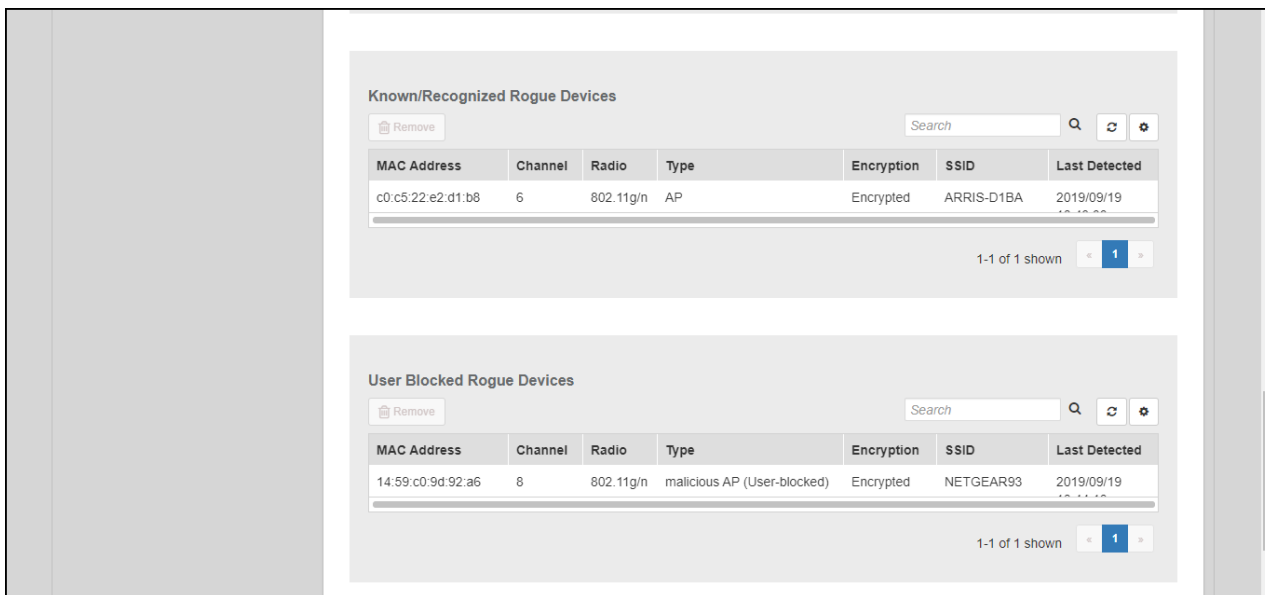 Known/Recognized Rogue Devices
Remove Search
MAC Address Channel Radio Type Encryption SSID Last Detected
c0:c5:22:e2:d1:b8 6 802.11g/n AP Encrypted ARRIS-D1BA 2019/09/19
1-1 of 1 shown « 1 »
User Blocked Rogue Devices
Remove Search
MAC Address Channel Radio Type Encryption SSID Last Detected
14:59:c0:9d:92:a6 8 802.11g/n malicious AP (User-blocked) Encrypted NETGEAR93 2019/09/19
1-1 of 1 shown « 1 »